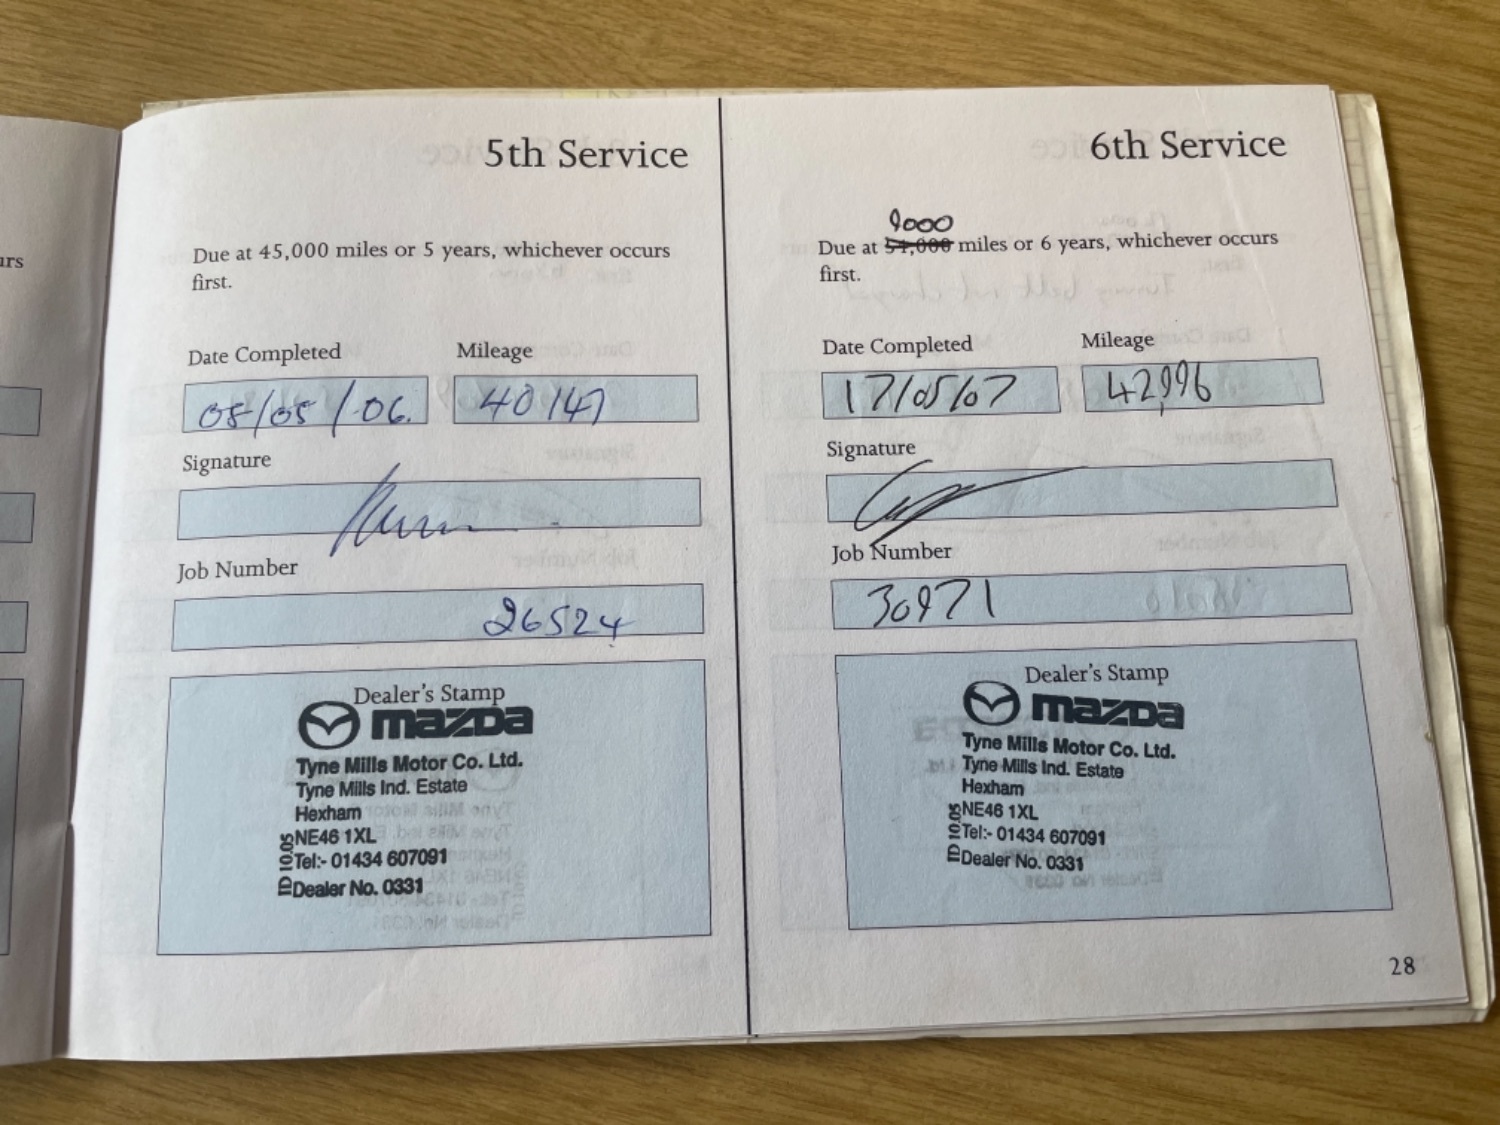 urs
5th Service
Due at 45,000 miles or 5 years, whichever occurs
first.
Date Completed Mileage
05/05/06. 40147
Signature
Job Number
26524
Dealer's Stamp
mazda
Tyne Mills Motor Co. Ltd.
Tyne Mills Ind. Estate
Hexham
NE46 1XL
Tel:- 01434 607091
Dealer No. 0331
6th Service
9000
Due at 54,000 miles or 6 years, whichever occurs
first.
Date Completed Mileage
17/05/07 42,996
Signature
Job Number
30971
Dealer's Stamp
mazda
Tyne Mills Motor Co. Ltd.
Tyne Mills Ind. Estate
Hexham
NE46 1XL
Tel:- 01434 607091
Dealer No. 0331
28